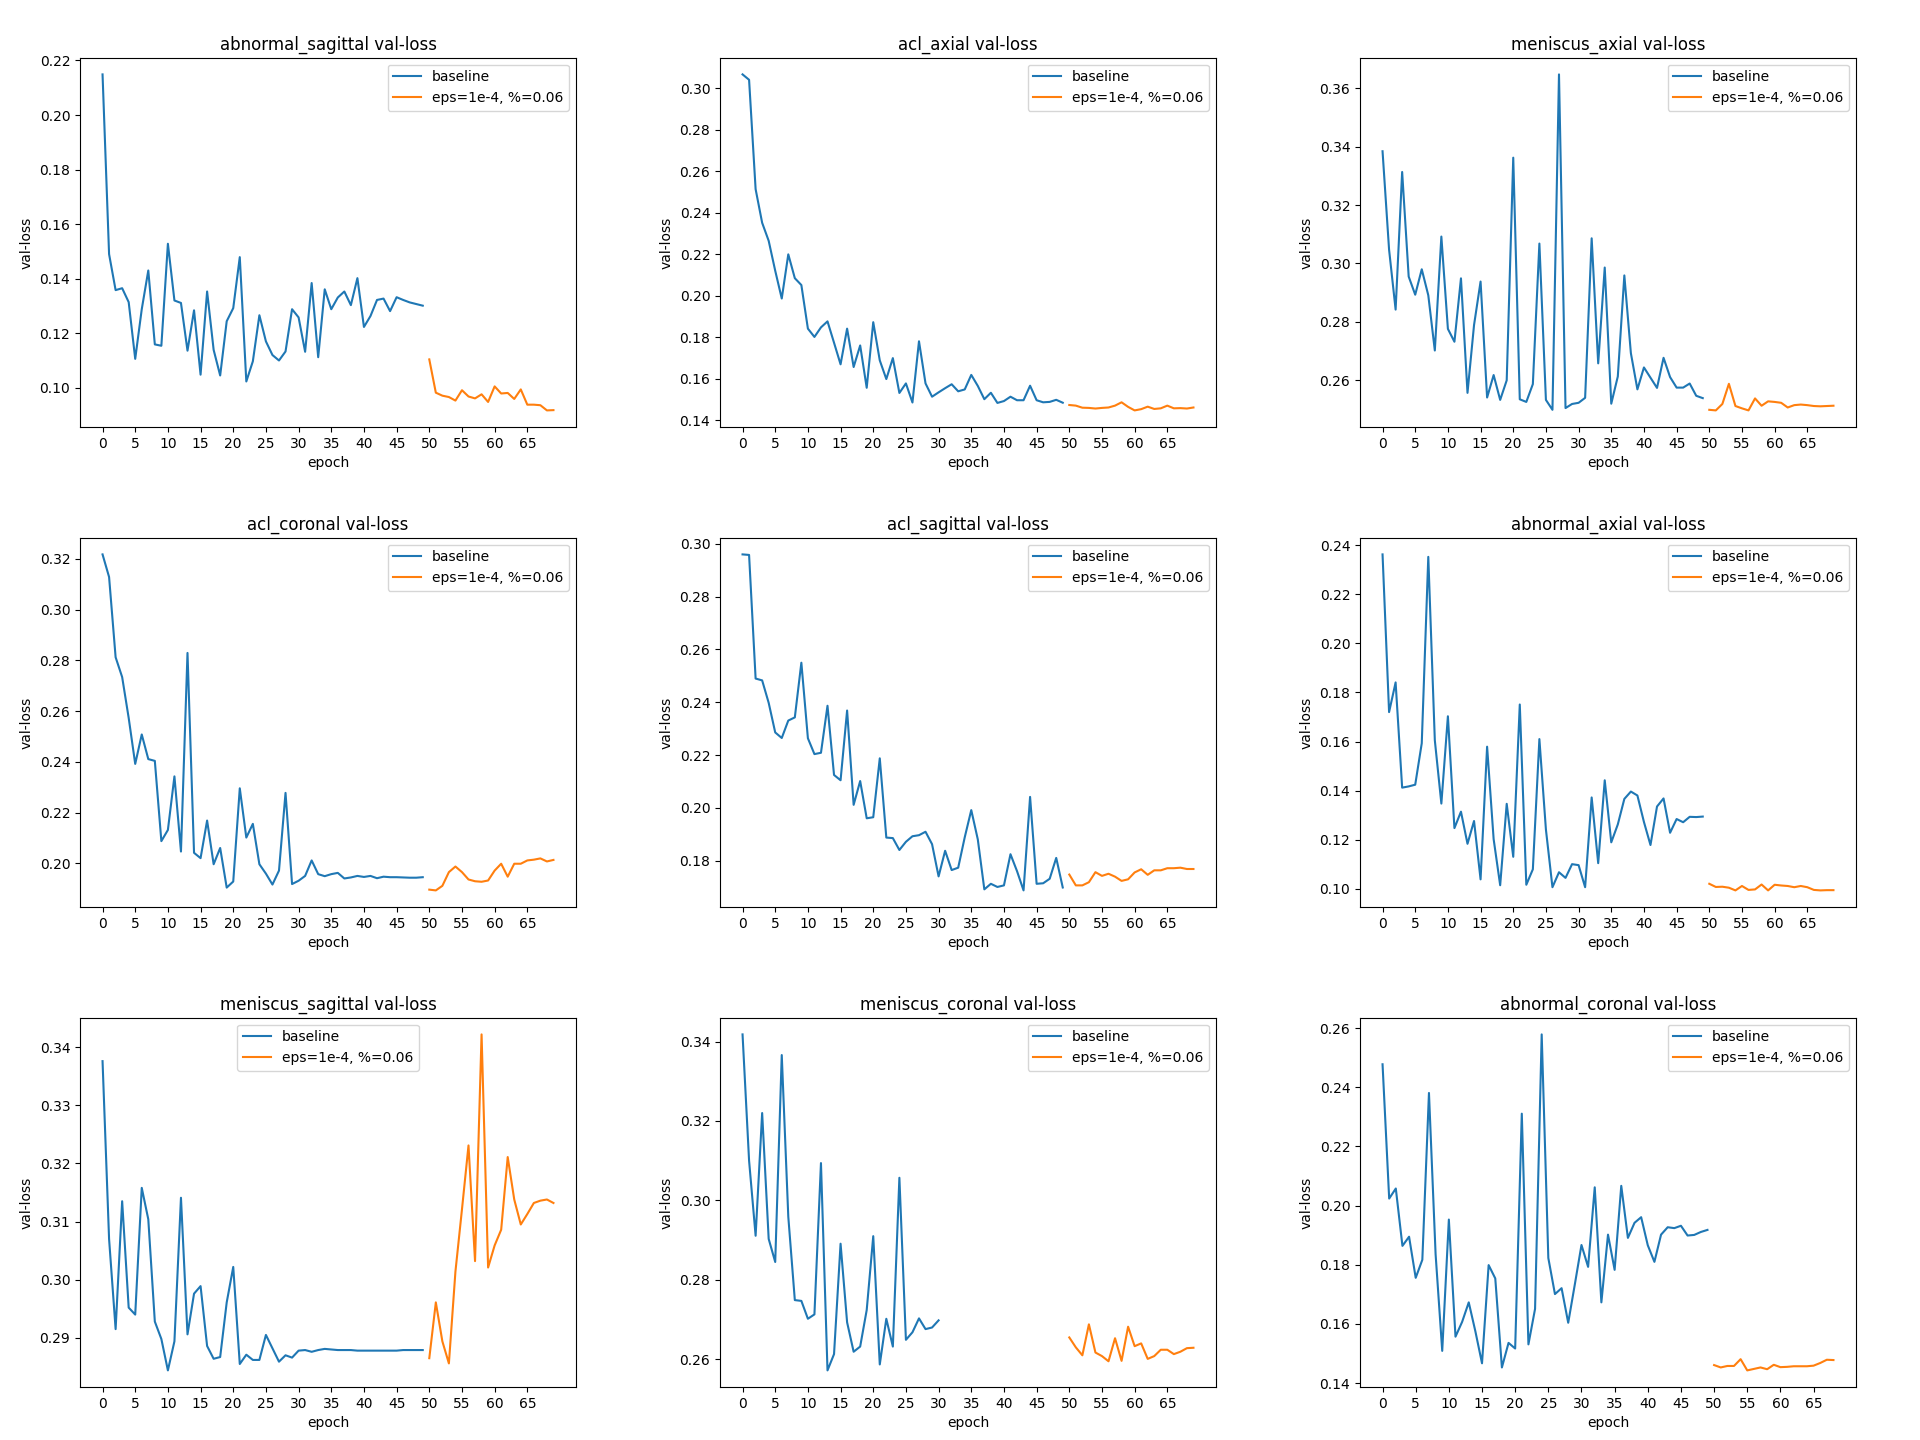 abnormal_sagittal val-loss
baseline
eps=1e-4, %=0.06
0.22
0.20
0.18
0.16
0.14
0.12
0.10
val-loss
0 5 10 15 20 25 30 35 40 45 50 55 60 65
epoch
acl_axial val-loss
baseline
eps=1e-4, %=0.06
0.30
0.28
0.26
0.24
0.22
0.20
0.18
0.16
0.14
val-loss
0 5 10 15 20 25 30 35 40 45 50 55 60 65
epoch
meniscus_axial val-loss
baseline
eps=1e-4, %=0.06
0.36
0.34
0.32
0.30
0.28
0.26
val-loss
0 5 10 15 20 25 30 35 40 45 50 55 60 65
epoch
acl_coronal val-loss
baseline
eps=1e-4, %=0.06
0.32
0.30
0.28
0.26
0.24
0.22
0.20
val-loss
0 5 10 15 20 25 30 35 40 45 50 55 60 65
epoch
acl_sagittal val-loss
baseline
eps=1e-4, %=0.06
0.30
0.28
0.26
0.24
0.22
0.20
0.18
val-loss
0 5 10 15 20 25 30 35 40 45 50 55 60 65
epoch
abnormal_axial val-loss
baseline
eps=1e-4, %=0.06
0.24
0.22
0.20
0.18
0.16
0.14
0.12
0.10
val-loss
0 5 10 15 20 25 30 35 40 45 50 55 60 65
epoch
meniscus_sagittal val-loss
baseline
eps=1e-4, %=0.06
0.34
0.33
0.32
0.31
0.30
0.29
val-loss
0 5 10 15 20 25 30 35 40 45 50 55 60 65
epoch
meniscus_coronal val-loss
baseline
eps=1e-4, %=0.06
0.34
0.32
0.30
0.28
0.26
val-loss
0 5 10 15 20 25 30 35 40 45 50 55 60 65
epoch
abnormal_coronal val-loss
baseline
eps=1e-4, %=0.06
0.26
0.24
0.22
0.20
0.18
0.16
0.14
val-loss
0 5 10 15 20 25 30 35 40 45 50 55 60 65
epoch